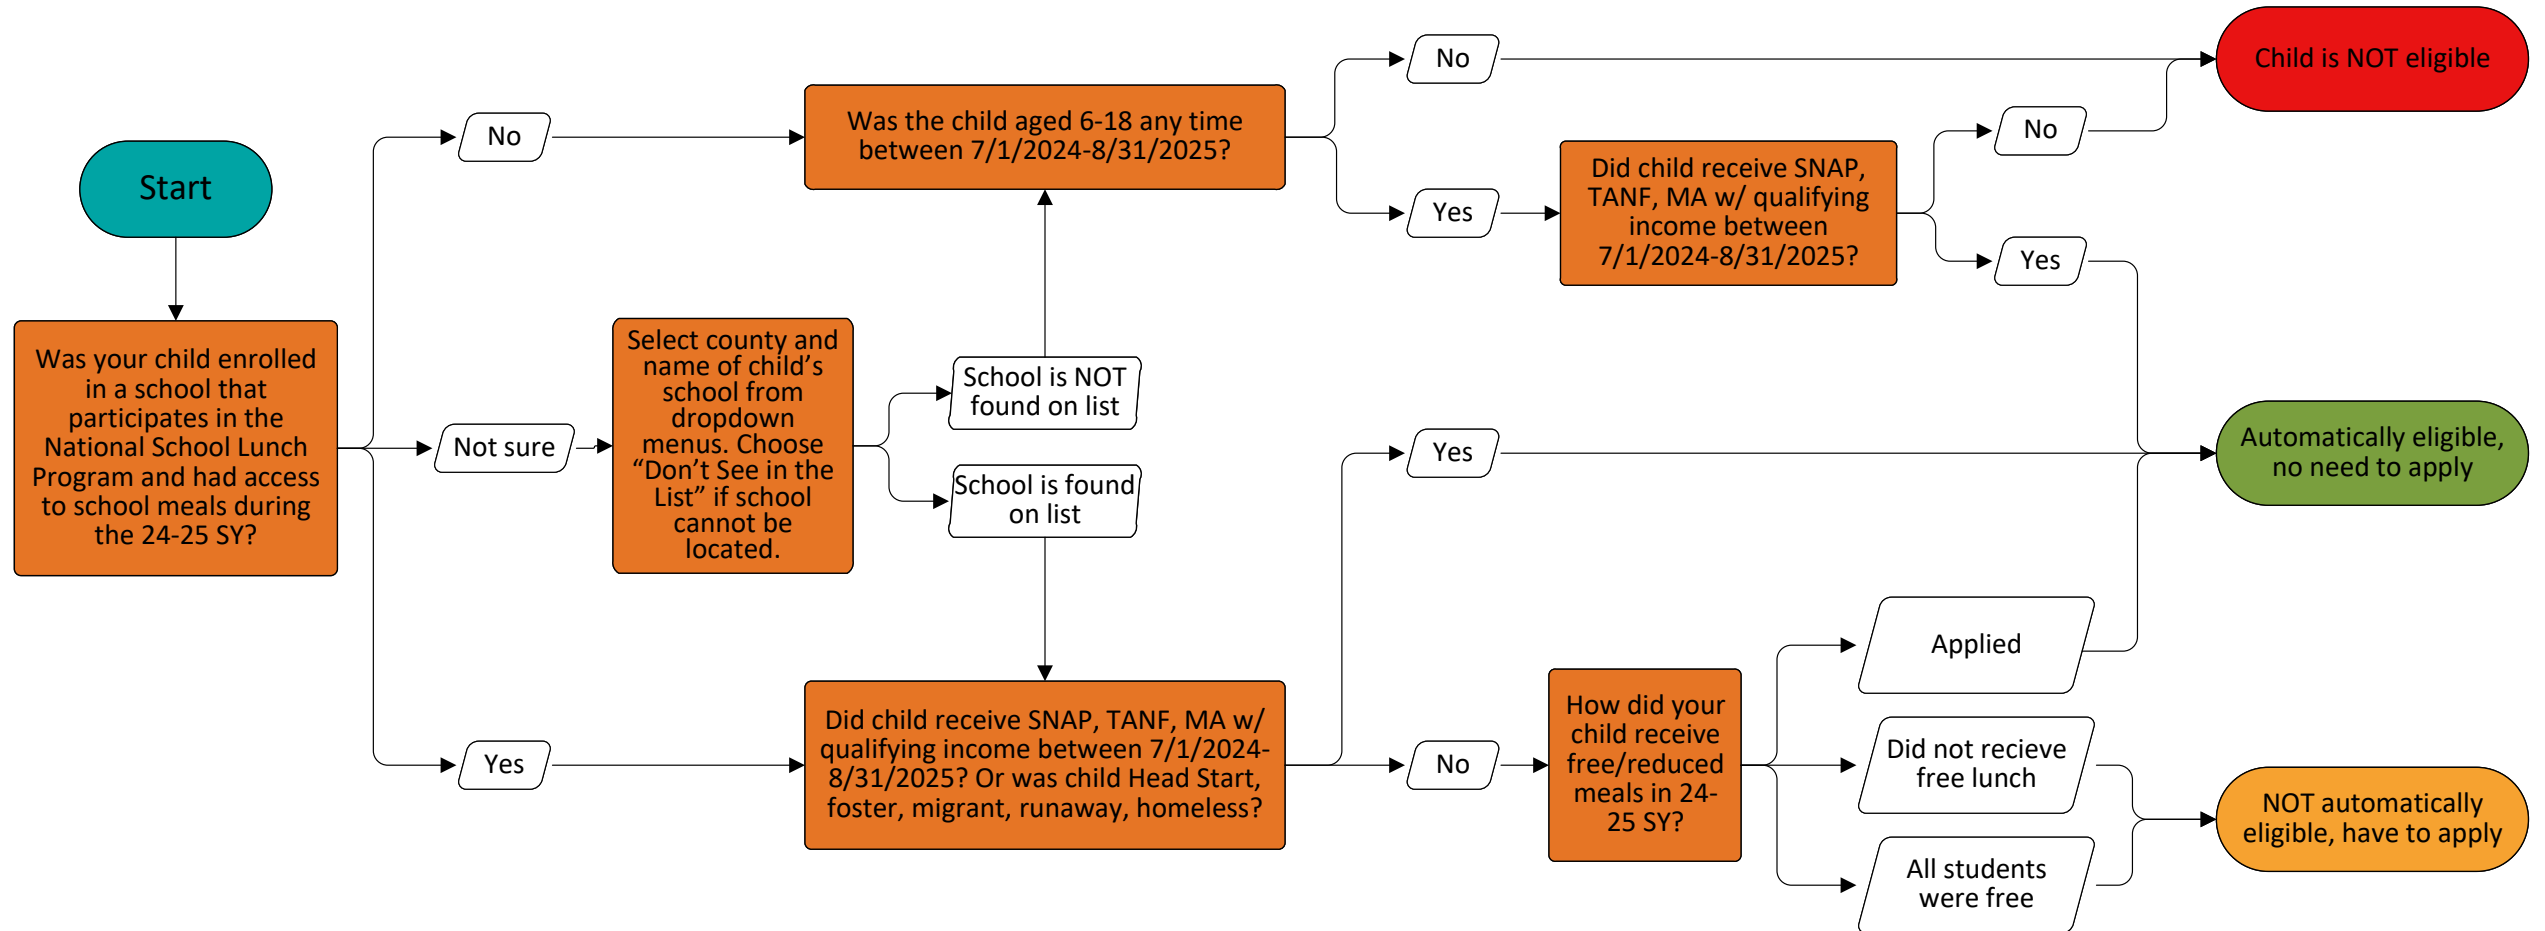 Start
Was your child enrolled
in a school that
participates in the
National School Lunch
Program and had access
to school meals during
the 24-25 SY?
No
Not sure
Yes
Select county and
name of child’s
school from
dropdown
menus. Choose
“Don’t See in the
List” if school
cannot be
located.
School is NOT
found on list
School is found
on list
Was the child aged 6-18 any time
between 7/1/2024-8/31/2025?
No
Yes
Did child receive SNAP,
TANF, MA w/ qualifying
income between
7/1/2024-8/31/2025?
No
Yes
Child is NOT eligible
Did child receive SNAP, TANF, MA w/
qualifying income between 7/1/2024-
8/31/2025? Or was child Head Start,
foster, migrant, runaway, homeless?
Yes
No
Automatically eligible,
no need to apply
How did your
child receive
free/reduced
meals in 24-
25 SY?
Applied
Did not recieve
free lunch
All students
were free
NOT automatically
eligible, have to apply